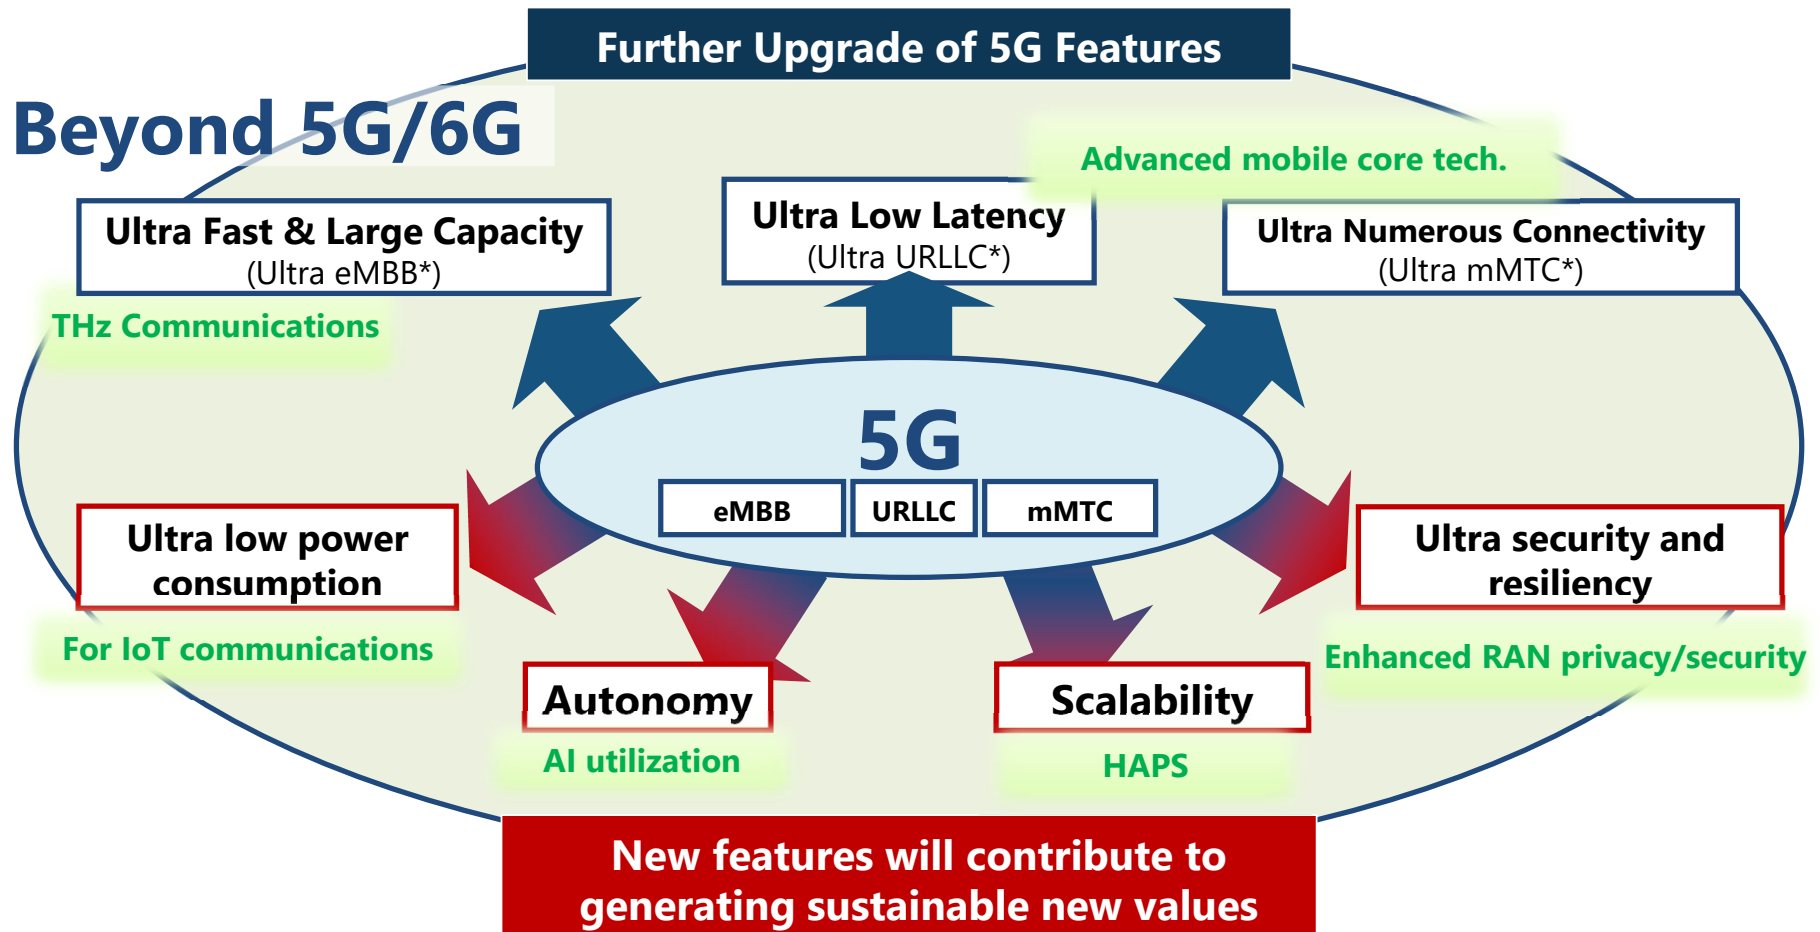 Further Upgrade of 5G Features
Beyond 5G/6G
Advanced mobile core tech.
Ultra Fast & Large Capacity
(Ultra eMBB*)
Ultra Low Latency
(Ultra URLLC*)
Ultra Numerous Connectivity
(Ultra mMTC*)
THz Communications
5G
eMBB
URLLC
mMTC
Ultra low power
consumption
Ultra security and
resiliency
For IoT communications
Enhanced RAN privacy/security
Autonomy
Scalability
AI utilization
HAPS
New features will contribute to
generating sustainable new values